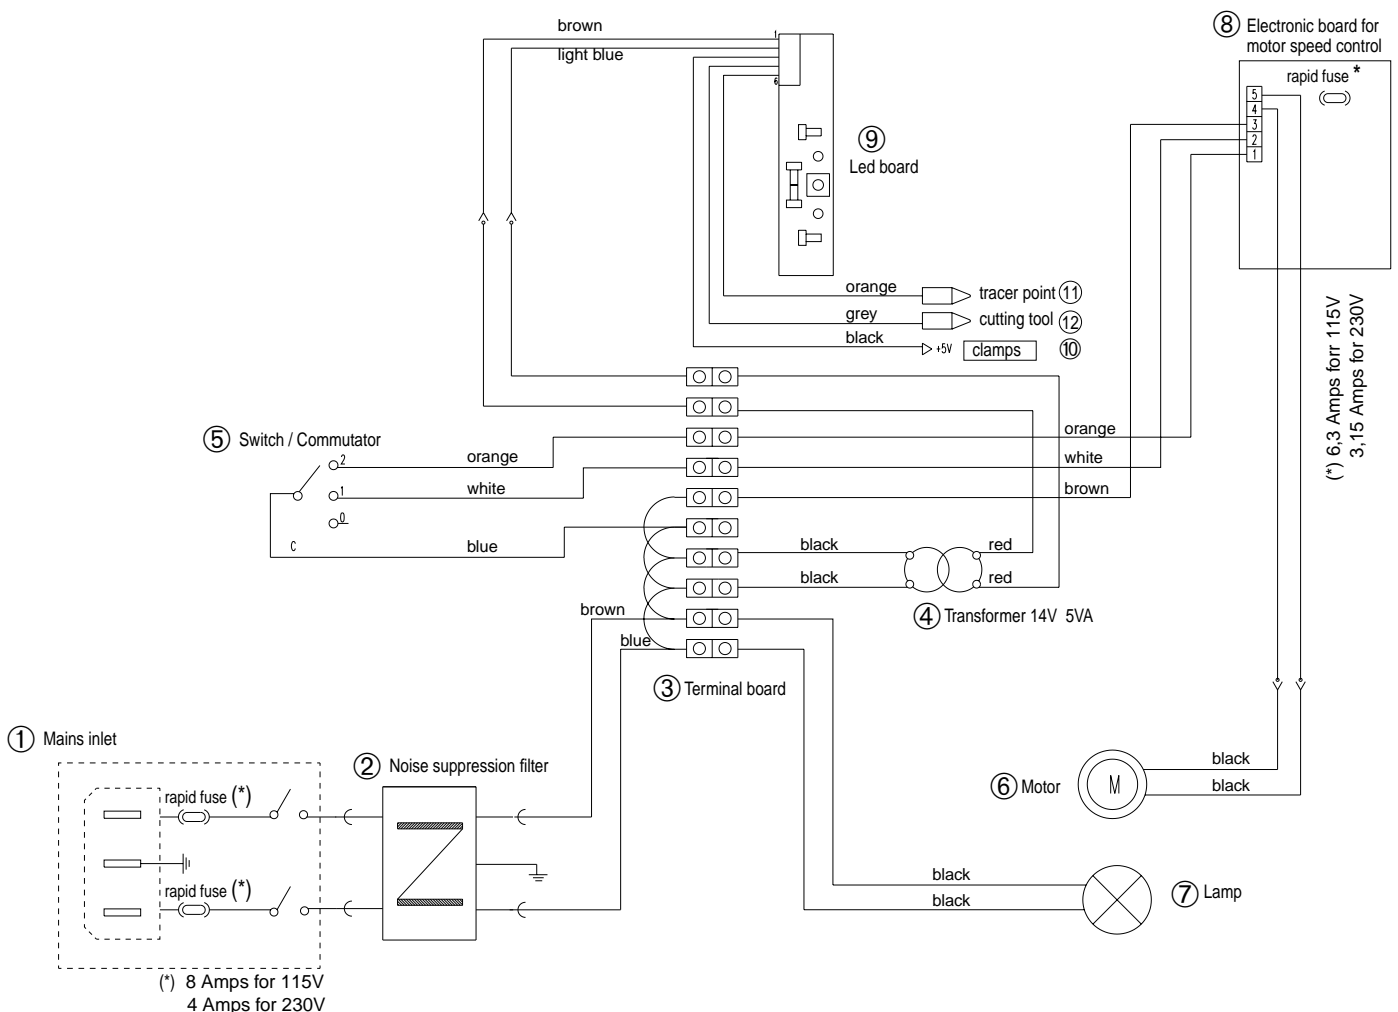 brown
light blue
1
6
⑨
Led board
⑧ Electronic board for
motor speed control
rapid fuse *
5
4
3
2
1
(*) 6,3 Amps forr 115V
3,15 Amps for 230V
orange
tracer point ⑪
grey
cutting tool ⑫
black
+5V
clamps
⑩
⑤ Switch / Commutator
2
1
0
C
orange
white
blue
orange
white
brown
black
red
black
red
④ Transformer 14V 5VA
brown
blue
③ Terminal board
① Mains inlet
rapid fuse (*)
rapid fuse (*)
(*) 8 Amps for 115V
4 Amps for 230V
② Noise suppression filter
⑥ Motor
M
black
black
black
black
⑦ Lamp